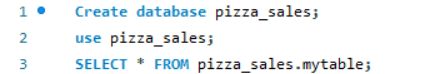 1 Create database pizza_sales;
2 use pizza_sales;
3 SELECT * FROM pizza_sales.mytable;